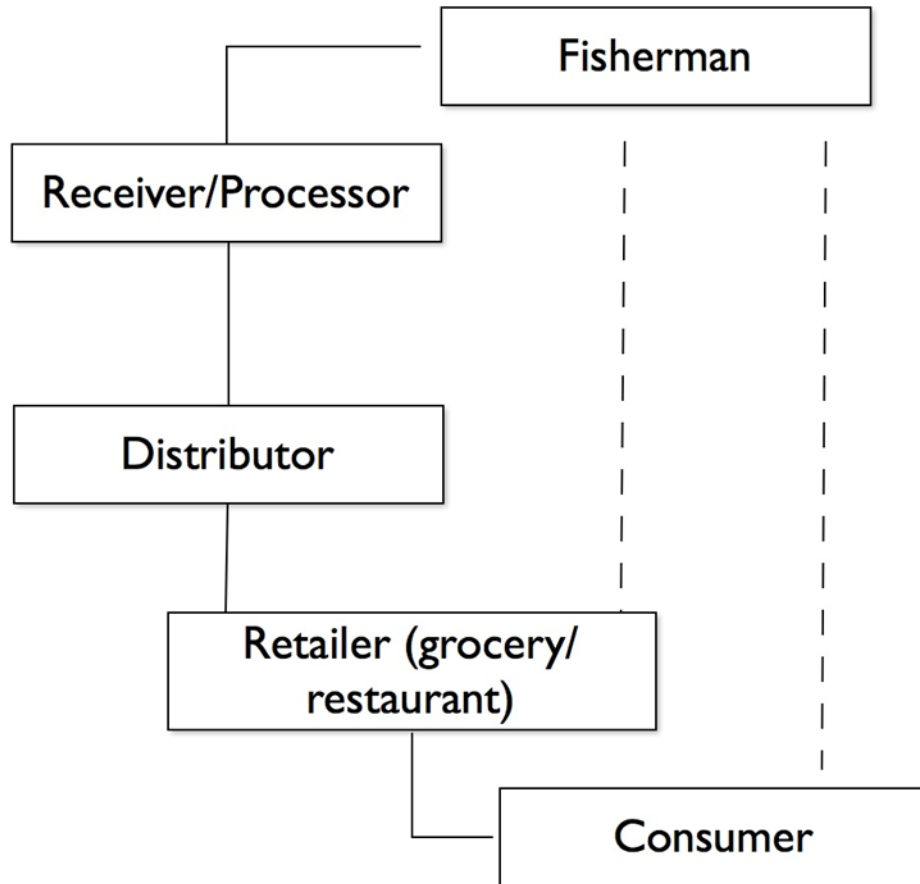 Fisherman
Receiver/Processor
Distributor
Retailer (grocery/
restaurant)
Consumer